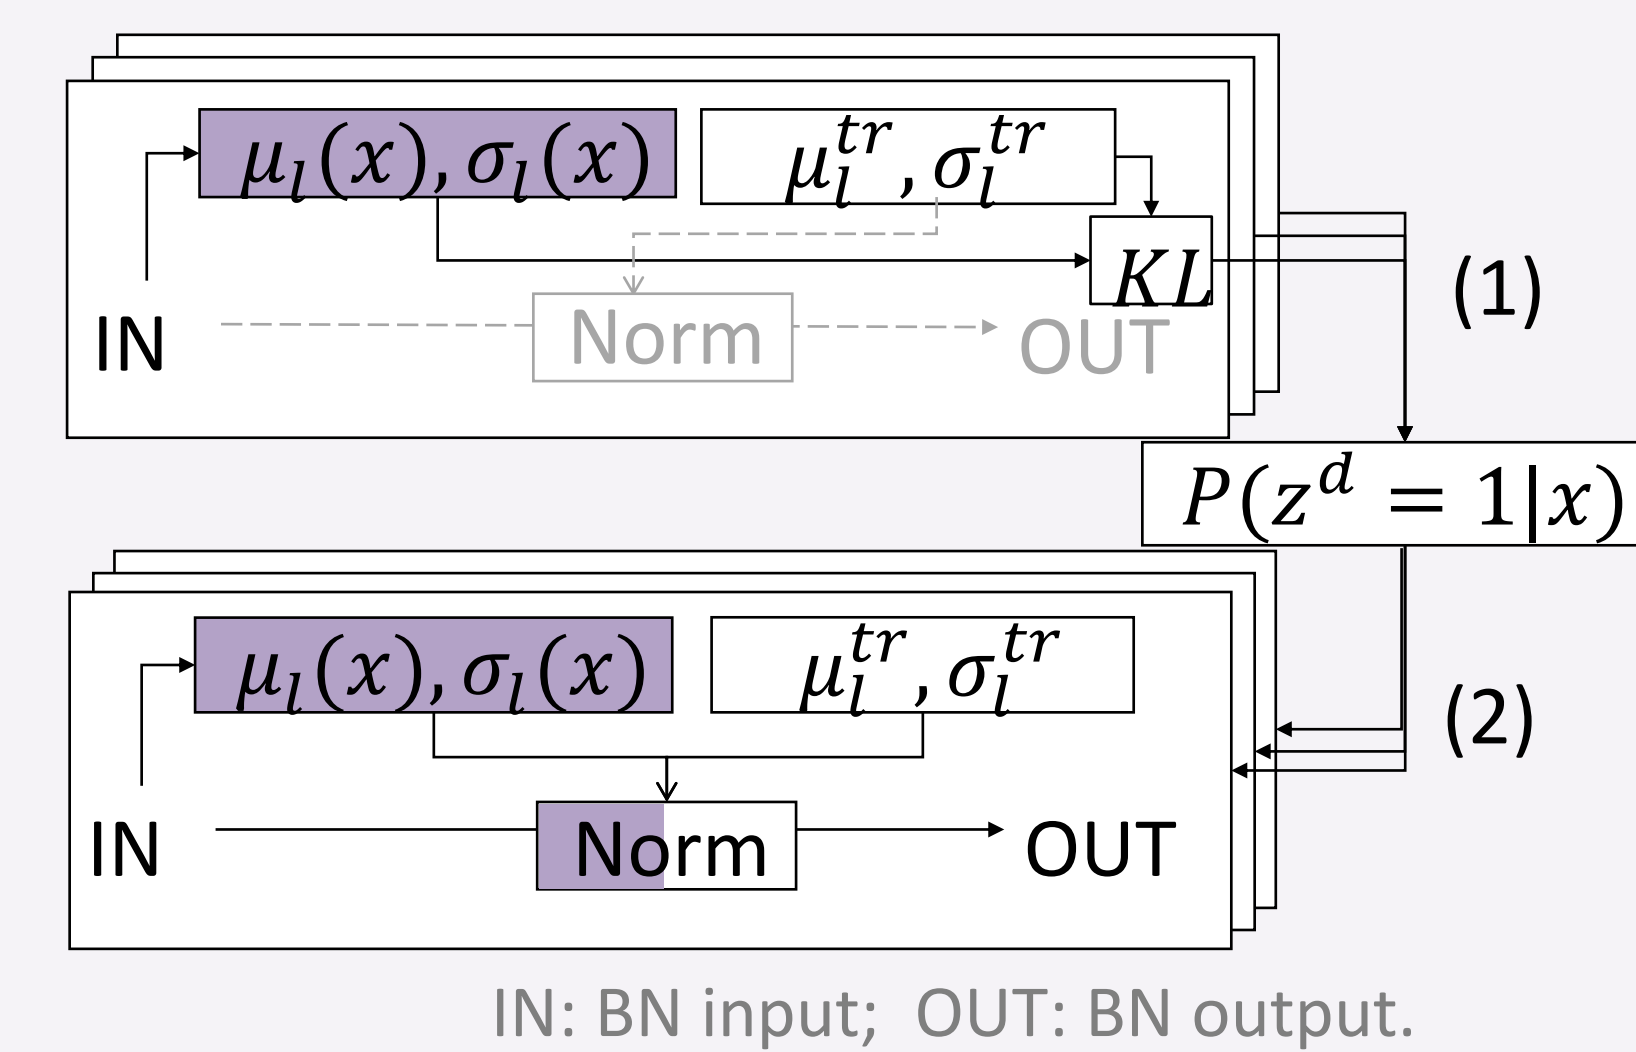 μ_l(x), σ_l(x) μ_l^{tr}, σ_l^{tr}
KL
(1)
IN Norm OUT
P(z^d = 1|x)
μ_l(x), σ_l(x) μ_l^{tr}, σ_l^{tr}
(2)
IN Norm OUT
IN: BN input; OUT: BN output.